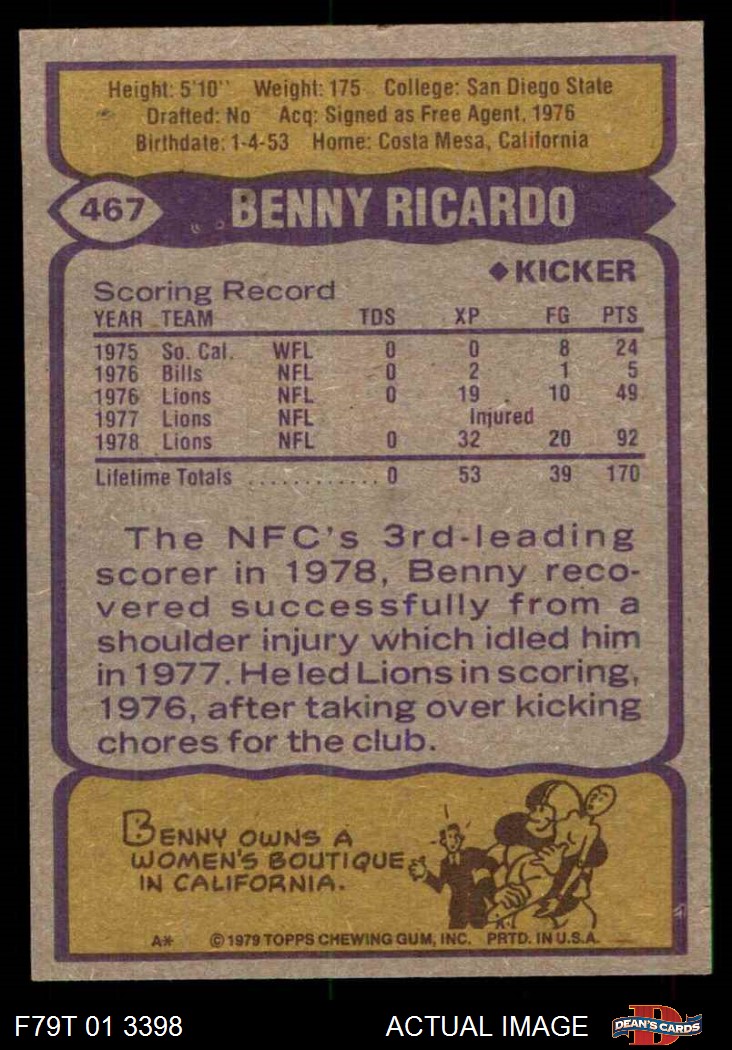 Height: 5'10" Weight: 175 College: San Diego State
Drafted: No Acq: Signed as Free Agent, 1976
Birthdate: 1-4-53 Home: Costa Mesa, California
467 BENNY RICARDO
◆ KICKER
Scoring Record
YEAR TEAM TDS XP FG PTS
1975 So. Cal. WFL 0 0 8 24
1976 Bills NFL 0 2 1 5
1976 Lions NFL 0 19 10 49
1977 Lions NFL Injured
1978 Lions NFL 0 32 20 92
Lifetime Totals ............ 0 53 39 170
The NFC's 3rd-leading
scorer in 1978, Benny reco-
vered successfully from a
shoulder injury which idled him
in 1977. He led Lions in scoring,
1976, after taking over kicking
chores for the club.
BENNY OWNS A
WOMEN'S BOUTIQUE
IN CALIFORNIA.
A* © 1979 TOPPS CHEWING GUM, INC. PRTD. IN U.S.A.
F79T 01 3398 ACTUAL IMAGE D DEAN'S CARDS